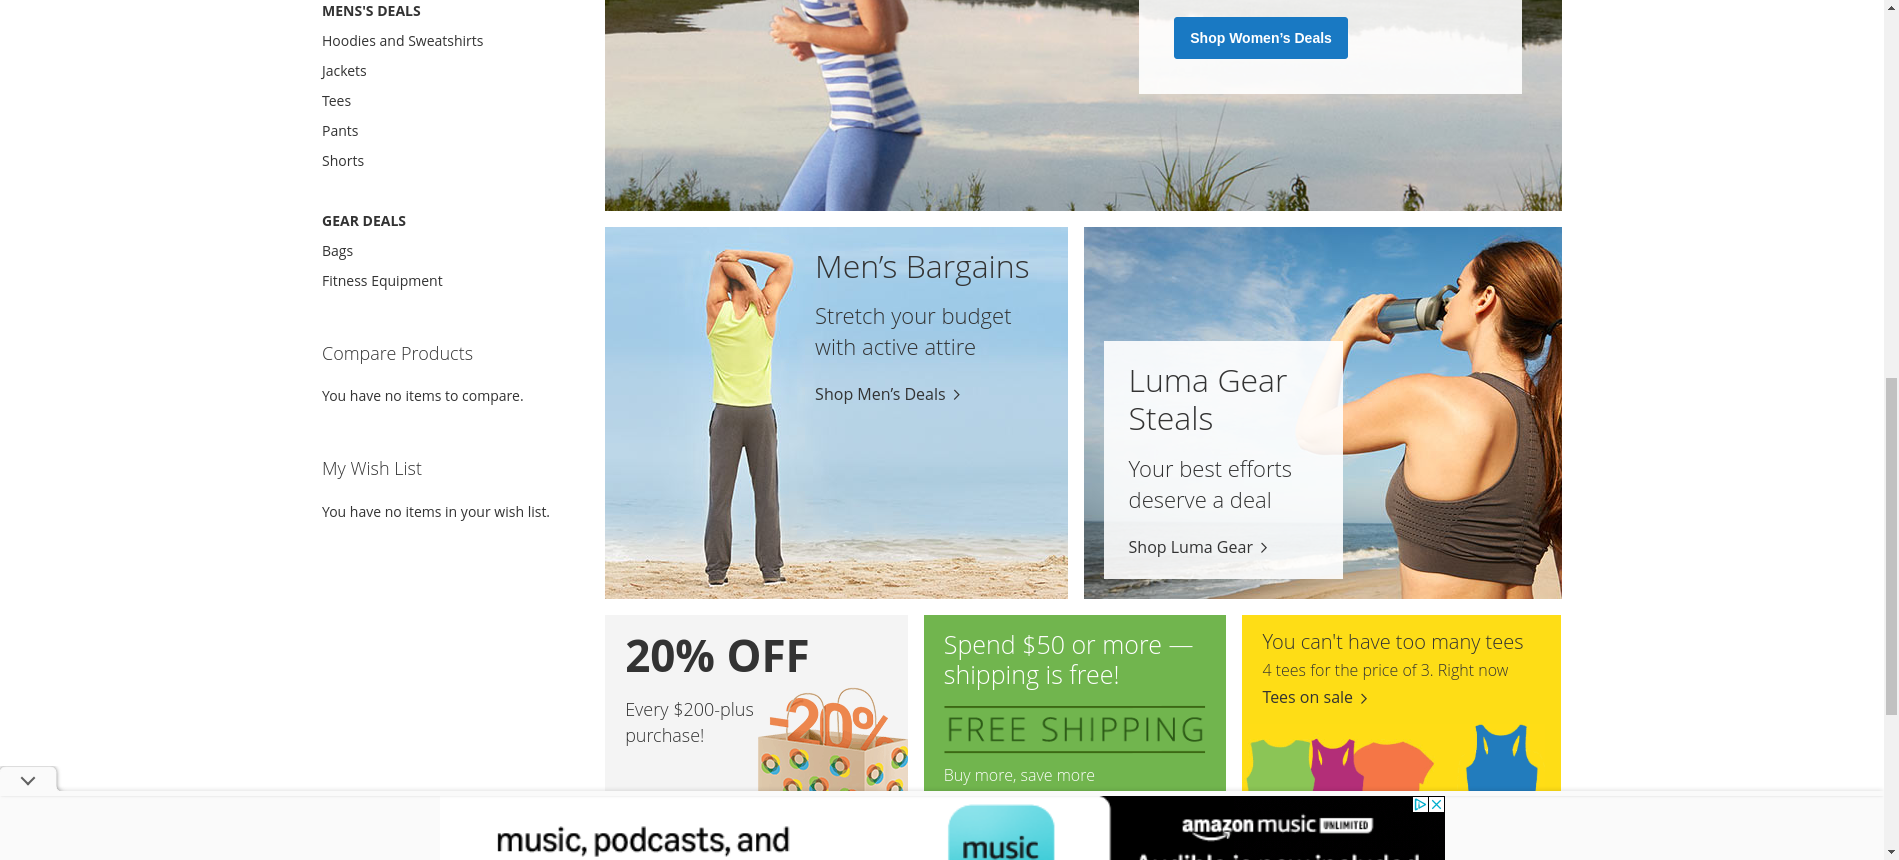 MENS'S DEALS
Hoodies and Sweatshirts
Jackets
Tees
Pants
Shorts
GEAR DEALS
Bags
Fitness Equipment
Compare Products
You have no items to compare.
My Wish List
You have no items in your wish list.
Shop Women’s Deals
Men’s Bargains
Stretch your budget
with active attire
Shop Men’s Deals
Luma Gear
Steals
Your best efforts
deserve a deal
Shop Luma Gear
20% OFF
Every $200-plus
purchase!
-20%
Spend $50 or more —
shipping is free!
FREE SHIPPING
Buy more, save more
You can't have too many tees
4 tees for the price of 3. Right now
Tees on sale
music, podcasts, and
music
amazon music UNLIMITED
Audible is now included